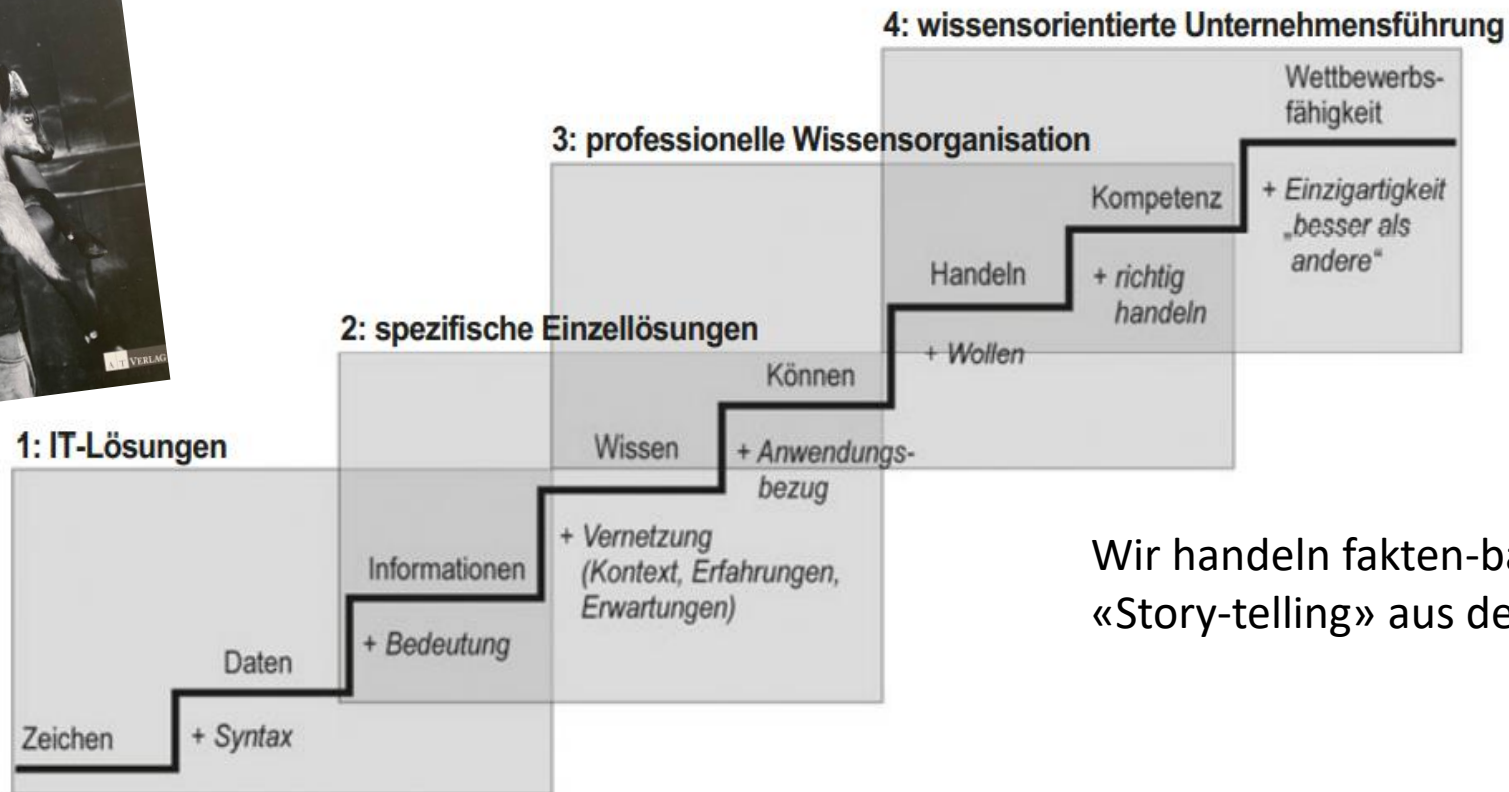 4: wissensorientierte Unternehmensführung
Wettbewerbs-
fähigkeit
+ Einzigartigkeit
„besser als
andere“
3: professionelle Wissensorganisation
Kompetenz
+ richtig
handeln
Handeln
+ Wollen
2: spezifische Einzellösungen
Können
+ Anwendungs-
bezug
Wissen
+ Vernetzung
(Kontext, Erfahrungen,
Erwartungen)
1: IT-Lösungen
Informationen
+ Bedeutung
Daten
+ Syntax
Zeichen
Wir handeln fakten-ba
«Story-telling» aus de
AT VERLAG